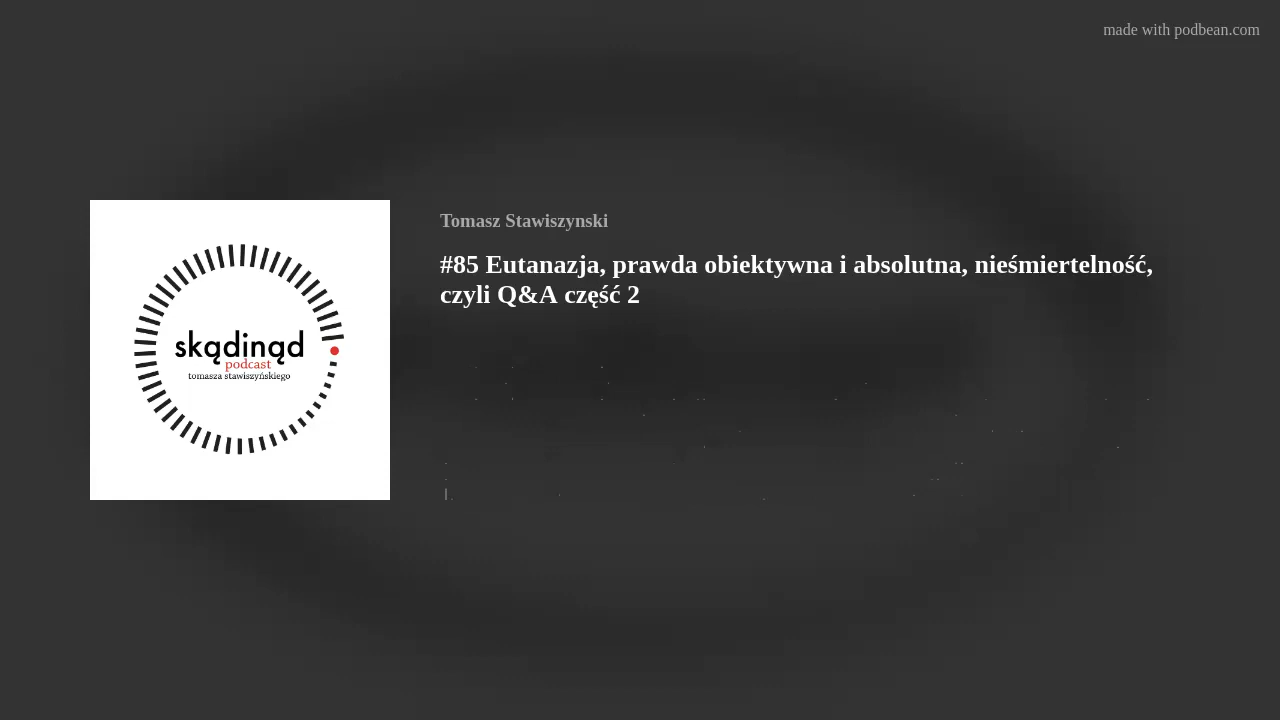 made with podbean.com
Tomasz Stawiszynski
#85 Eutanazja, prawda obiektywna i absolutna, nieśmiertelność,
czyli Q&A część 2
skądinąd
podcast
tomasza stawiszyńskiego